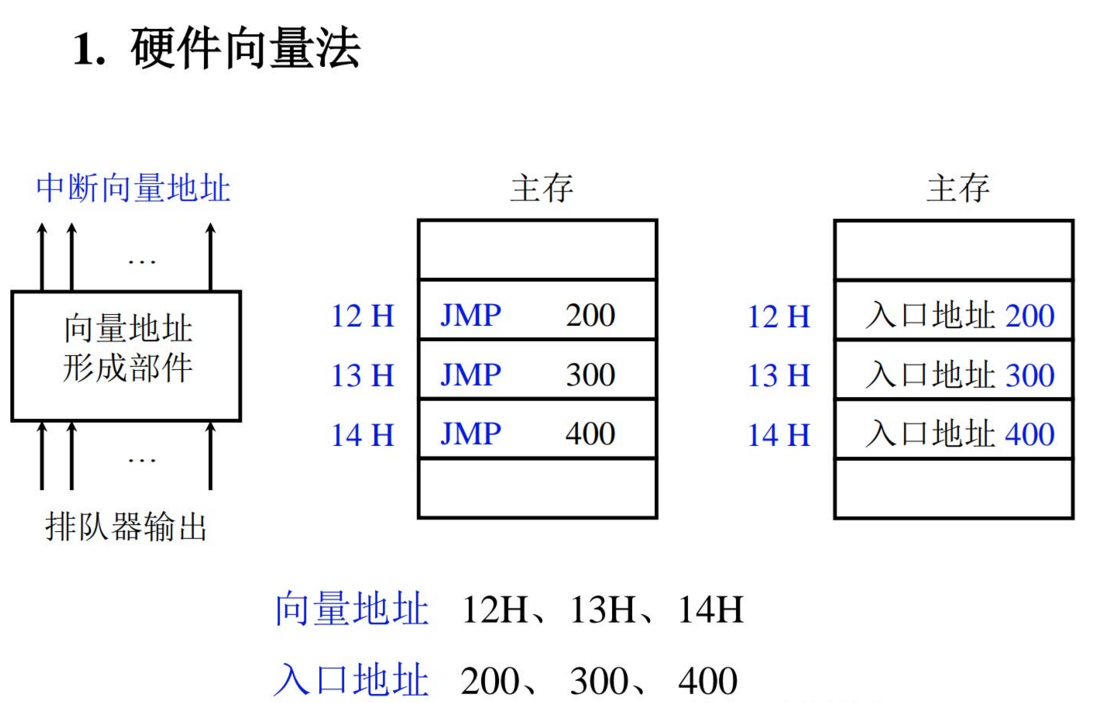 1. 硬件向量法
中断向量地址
…
向量地址
形成部件
…
排队器输出
主存
12 H JMP 200
13 H JMP 300
14 H JMP 400
主存
12 H 入口地址 200
13 H 入口地址 300
14 H 入口地址 400
向量地址 12H、13H、14H
入口地址 200、 300、 400